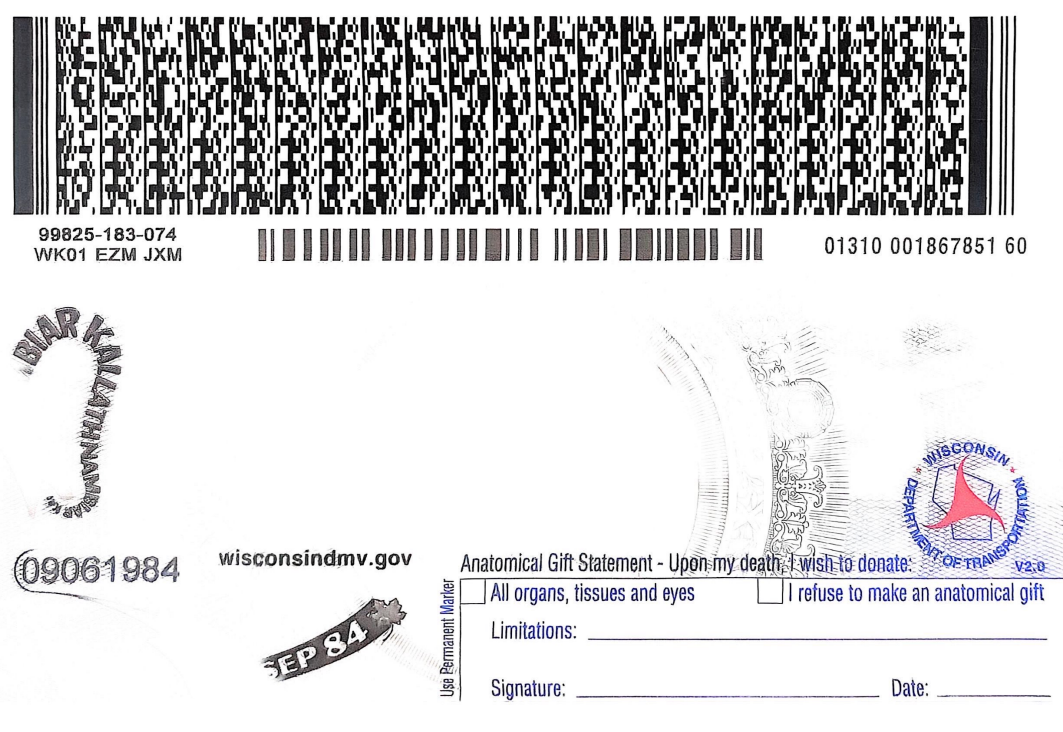 99825-183-074
WK01 EZM JXM
01310 001867851 60
BIAR KALLATHNAMBIAR
09061984
wisconsindmv.gov
SEP 84
WISCONSIN
DEPARTMENT OF TRANSPORTATION
V2.0
Anatomical Gift Statement - Upon my death, I wish to donate:
Use Permanent Marker
All organs, tissues and eyes
I refuse to make an anatomical gift
Limitations:
Signature:
Date: